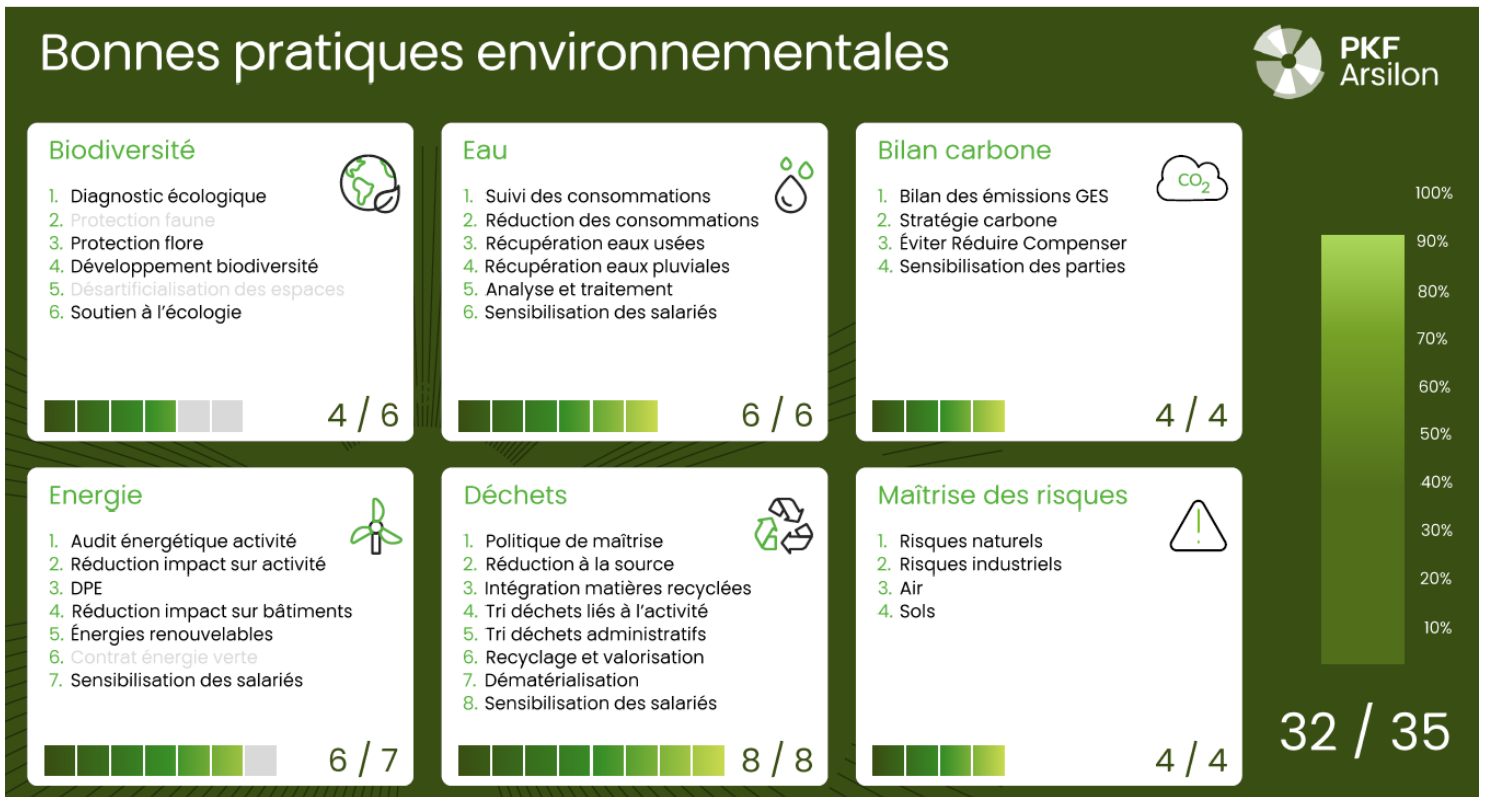 Bonnes pratiques environnementales
PKF
Arsilon
Biodiversité
1. Diagnostic écologique
2. Protection faune
3. Protection flore
4. Développement biodiversité
5. Désartificialisation des espaces
6. Soutien à l'écologie
4 / 6
Eau
1. Suivi des consommations
2. Réduction des consommations
3. Récupération eaux usées
4. Récupération eaux pluviales
5. Analyse et traitement
6. Sensibilisation des salariés
6 / 6
Bilan carbone
CO₂
1. Bilan des émissions GES
2. Stratégie carbone
3. Éviter Réduire Compenser
4. Sensibilisation des parties
4 / 4
Energie
1. Audit énergétique activité
2. Réduction impact sur activité
3. DPE
4. Réduction impact sur bâtiments
5. Énergies renouvelables
6. Contrat énergie verte
7. Sensibilisation des salariés
6 / 7
Déchets
1. Politique de maîtrise
2. Réduction à la source
3. Intégration matières recyclées
4. Tri déchets liés à l'activité
5. Tri déchets administratifs
6. Recyclage et valorisation
7. Dématérialisation
8. Sensibilisation des salariés
8 / 8
Maîtrise des risques
1. Risques naturels
2. Risques industriels
3. Air
4. Sols
4 / 4
100%
90%
80%
70%
60%
50%
40%
30%
20%
10%
32 / 35